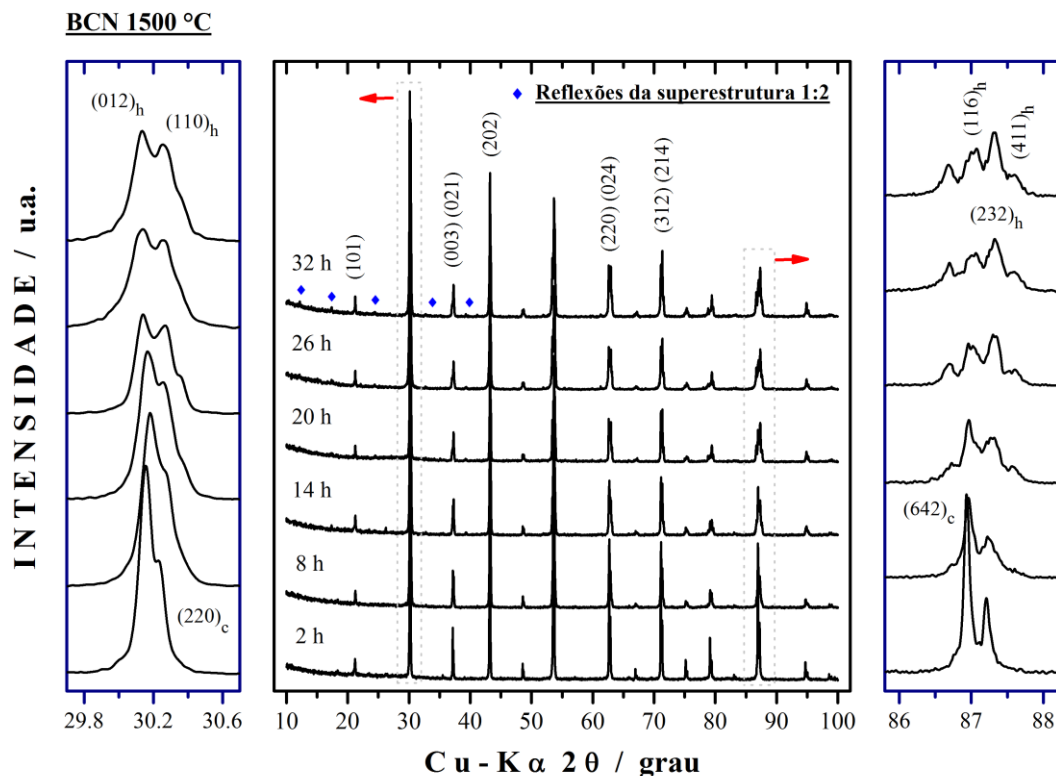 BCN 1500 °C
INTENSIDADE / u.a.
(012)h
(110)h
(220)c
29.8 30.2 30.6
Reflexões da superestrutura 1:2
(101)
(003) (021)
(202)
(220) (024)
(312) (214)
32 h
26 h
20 h
14 h
8 h
2 h
10 20 30 40 50 60 70 80 90 100
Cu-Kα 2θ / grau
(116)h
(411)h
(232)h
(642)c
86 87 88